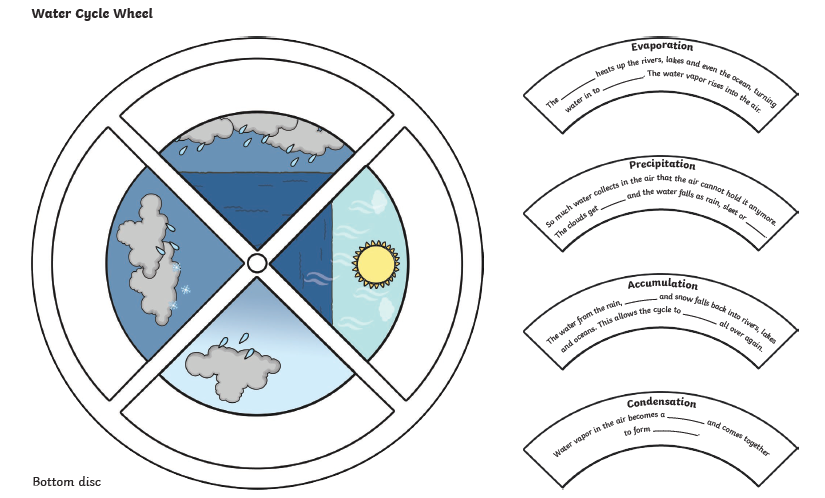 Water Cycle Wheel
Evaporation
The ________ heats up the rivers, lakes and even the ocean, turning
water in to ________. The water vapor rises into the air.
Precipitation
So much water collects in the air that the air cannot hold it anymore.
The clouds get ______ and the water falls as rain, sleet or ______.
Accumulation
The water from the rain, ________ and snow falls back into rivers, lakes
and oceans. This allows the cycle to ________ all over again.
Condensation
Water vapor in the air becomes a ________ and comes together
to form __________.
Bottom disc